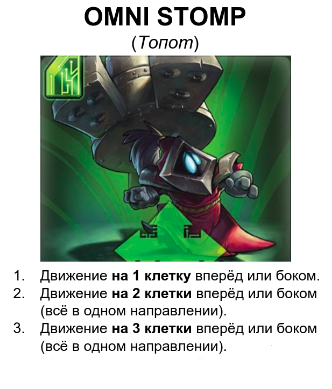 OMNI STOMP
(Топот)
1. Движение на 1 клетку вперёд или боком.
2. Движение на 2 клетки вперёд или боком
(всё в одном направлении).
3. Движение на 3 клетки вперёд или боком
(всё в одном направлении).